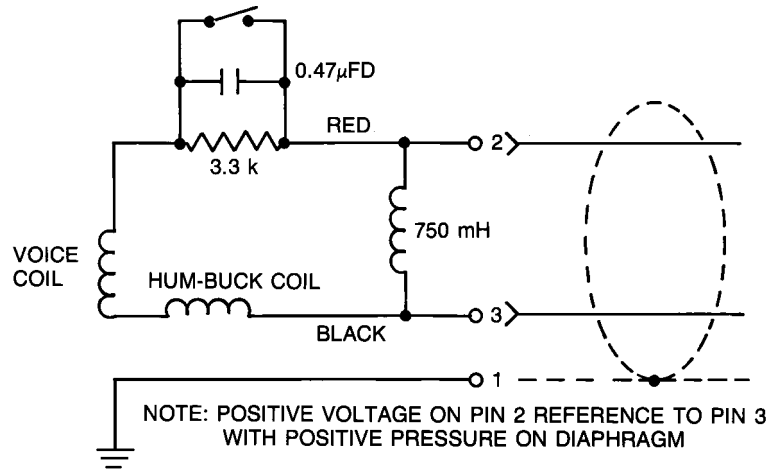 0.47µFD
RED
3.3 k
2
750 mH
VOICE
COIL
HUM-BUCK COIL
BLACK
3
1
NOTE: POSITIVE VOLTAGE ON PIN 2 REFERENCE TO PIN 3
WITH POSITIVE PRESSURE ON DIAPHRAGM